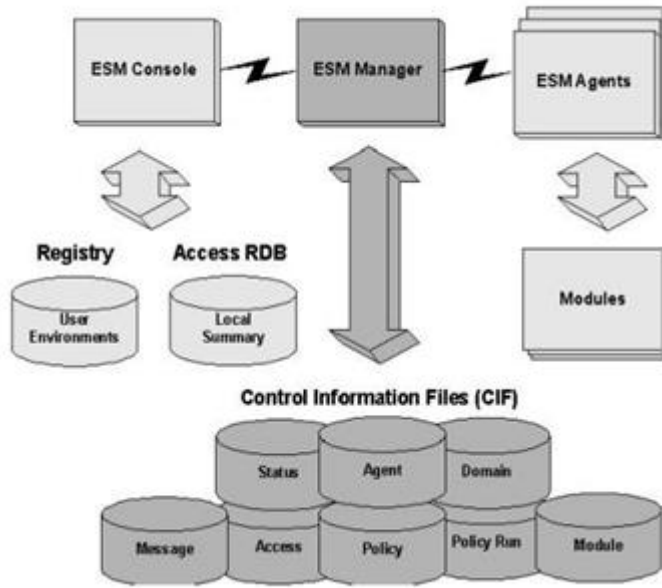 ESM Console
ESM Manager
ESM Agents
Registry
Access RDB
User
Environments
Local
Summary
Modules
Control Information Files (CIF)
Status
Agent
Domain
Message
Access
Policy
Policy Run
Module